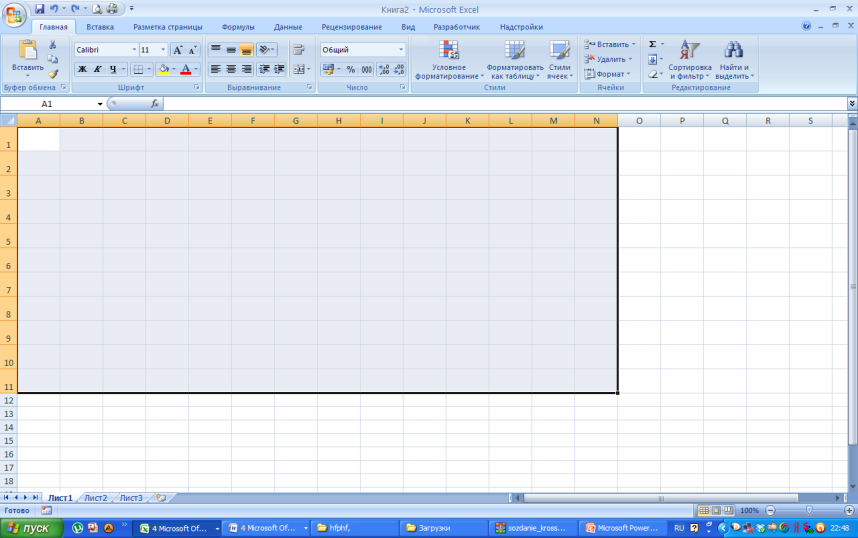 Книга2 - Microsoft Excel
Главная Вставка Разметка страницы Формулы Данные Рецензирование Вид Разработчик Надстройки
Вставить
Calibri 11 A A
Ж К Ч A
Общий
% 000
Условное форматирование
Форматировать как таблицу
Стили ячеек
Вставить
Удалить
Формат
Σ
Сортировка и фильтр
Найти и выделить
Буфер обмена Шрифт Выравнивание Число Стили Ячейки Редактирование
A1 fx
A B C D E F G H I J K L M N O P Q R S
1
2
3
4
5
6
7
8
9
10
11
12
13
14
15
16
17
18
Лист1 Лист2 Лист3
Готово 100%
пуск 4 Microsoft Of... 4 Microsoft Of... hfphf, Загрузки sozdanie_kross... Microsoft Power... RU 22:48